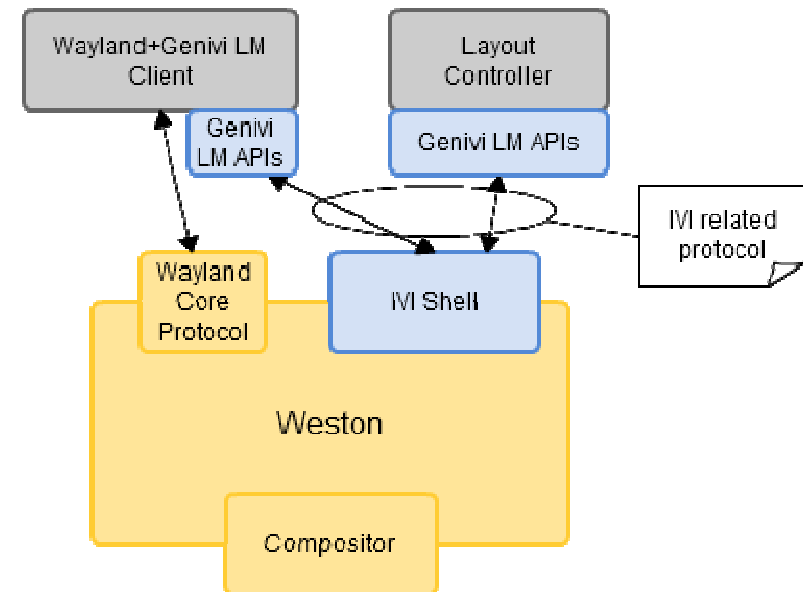 Wayland+Genivi LM
Client
Layout
Controller
Genivi
LM APIs
Genivi LM APIs
IVI related
protocol
Wayland
Core
Protocol
IVI Shell
Weston
Compositor